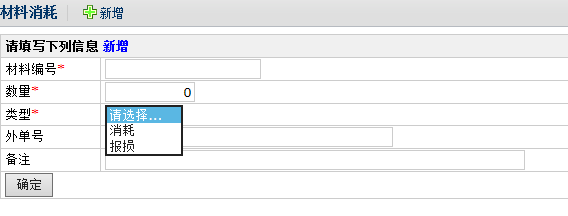 材料消耗 新增
请填写下列信息 新增
材料编号*
数量* 0
类型* 请选择...
消耗
报损
外单号
备注
确定